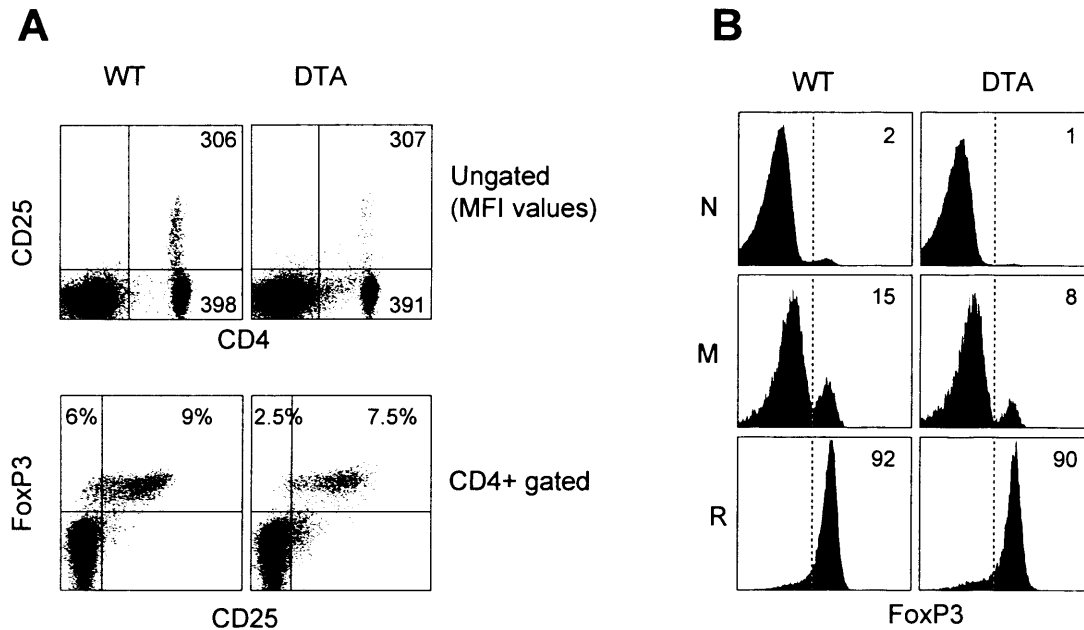 A
WT DTA
306 307
Ungated
(MFI values)
CD25
398 391
CD4
6% 9% 2.5% 7.5%
CD4+ gated
FoxP3
CD25
B
WT DTA
N 2 1
M 15 8
R 92 90
FoxP3